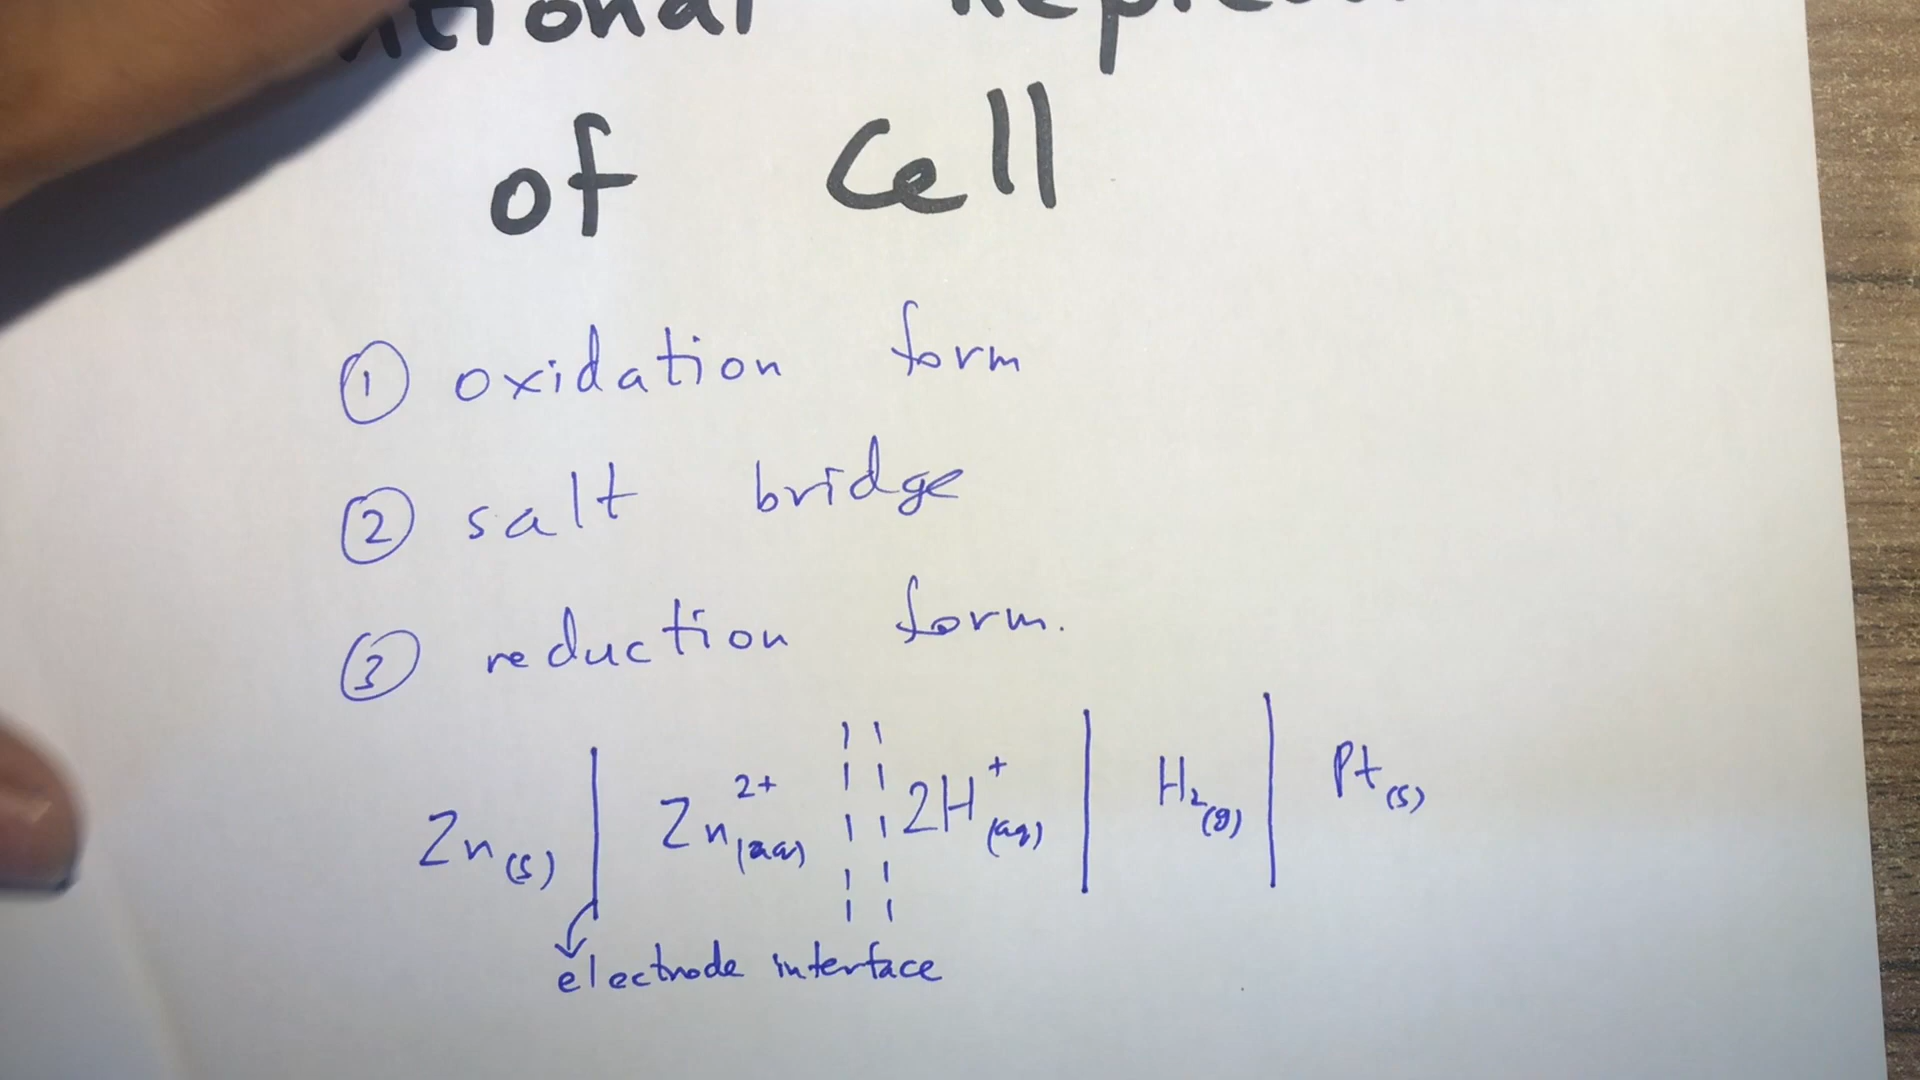 of Cell
① oxidation form
② salt bridge
③ reduction form.
Zn(s) | Zn²⁺(aq) ¦¦ 2H⁺(aq) | H₂(g) | Pt(s)
electrode interface